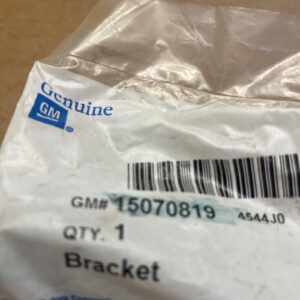 Genuine
GM®
GM# 15070819 4544J0
QTY. 1
Bracket